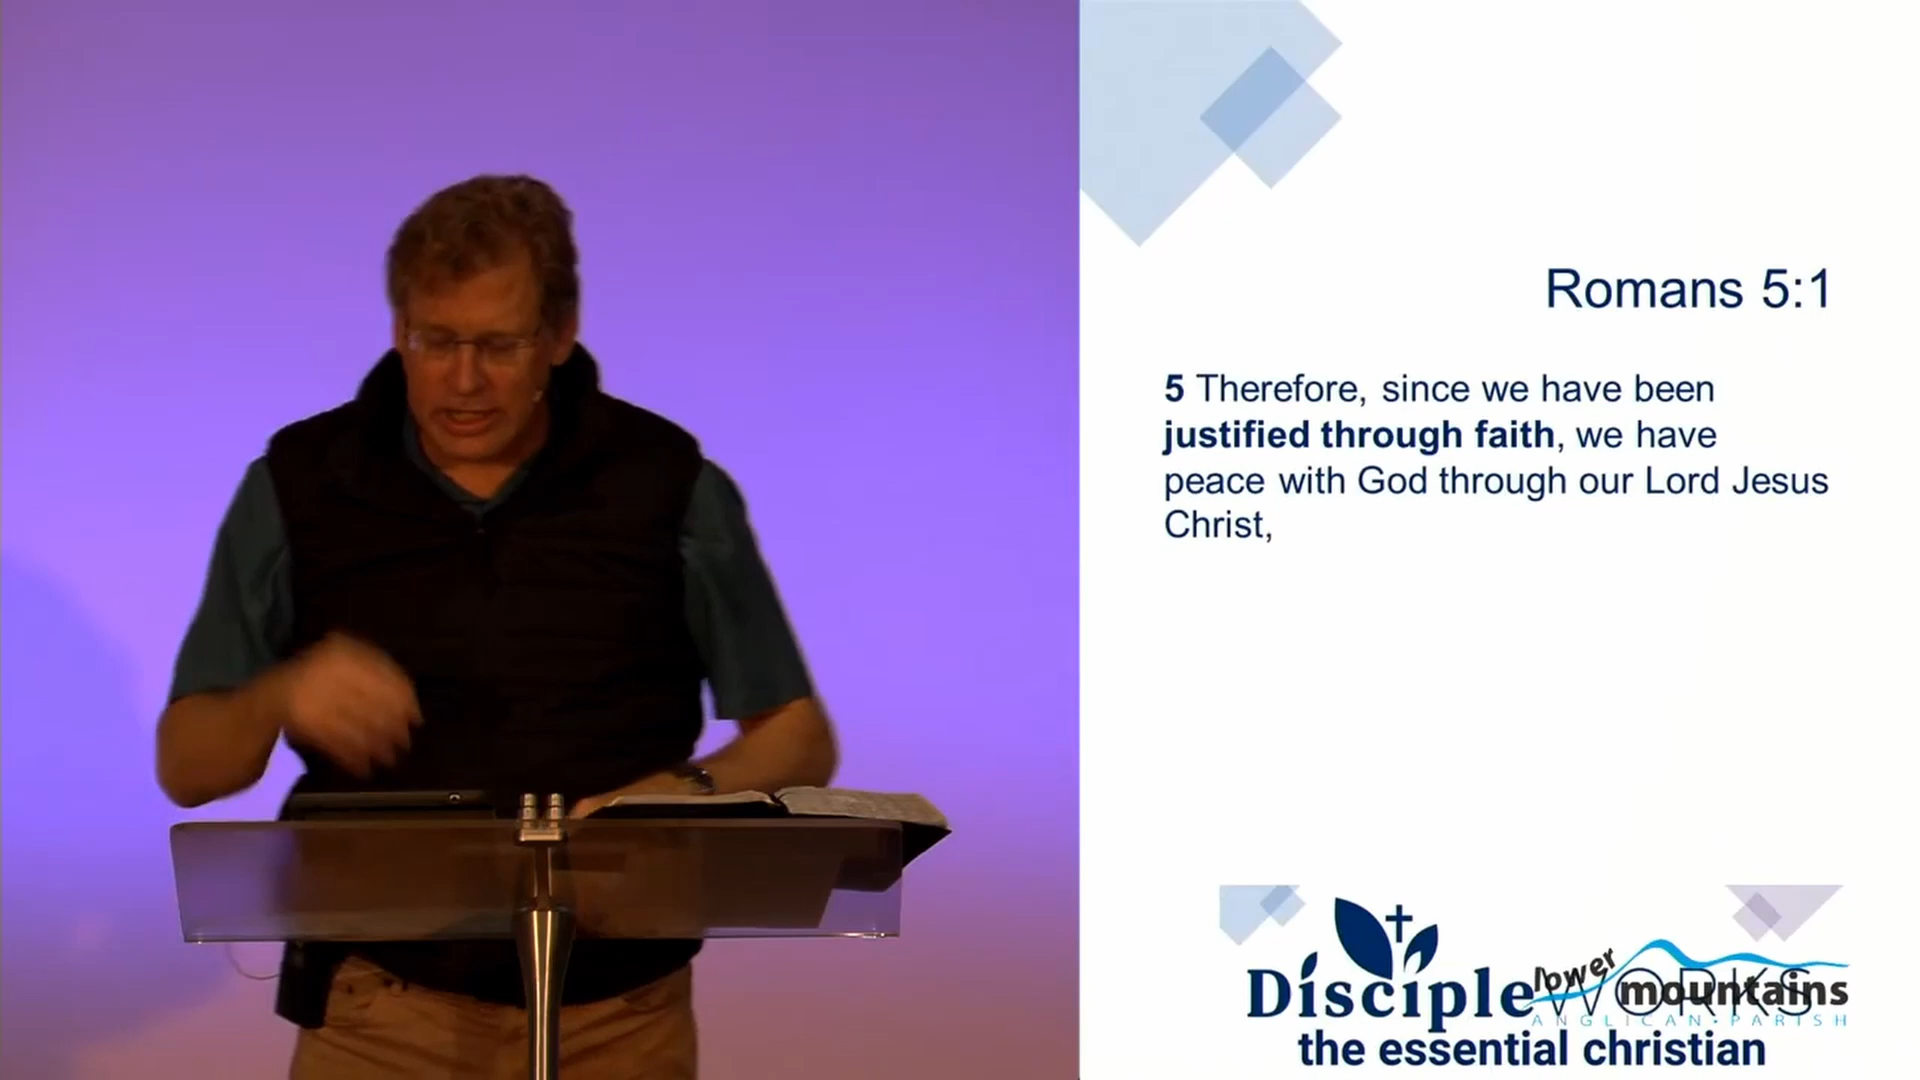 Romans 5:1
5 Therefore, since we have been
justified through faith, we have
peace with God through our Lord Jesus
Christ,
Disciple
WORKS
lower
mountains
ANGLICAN·PARISH
the essential christian